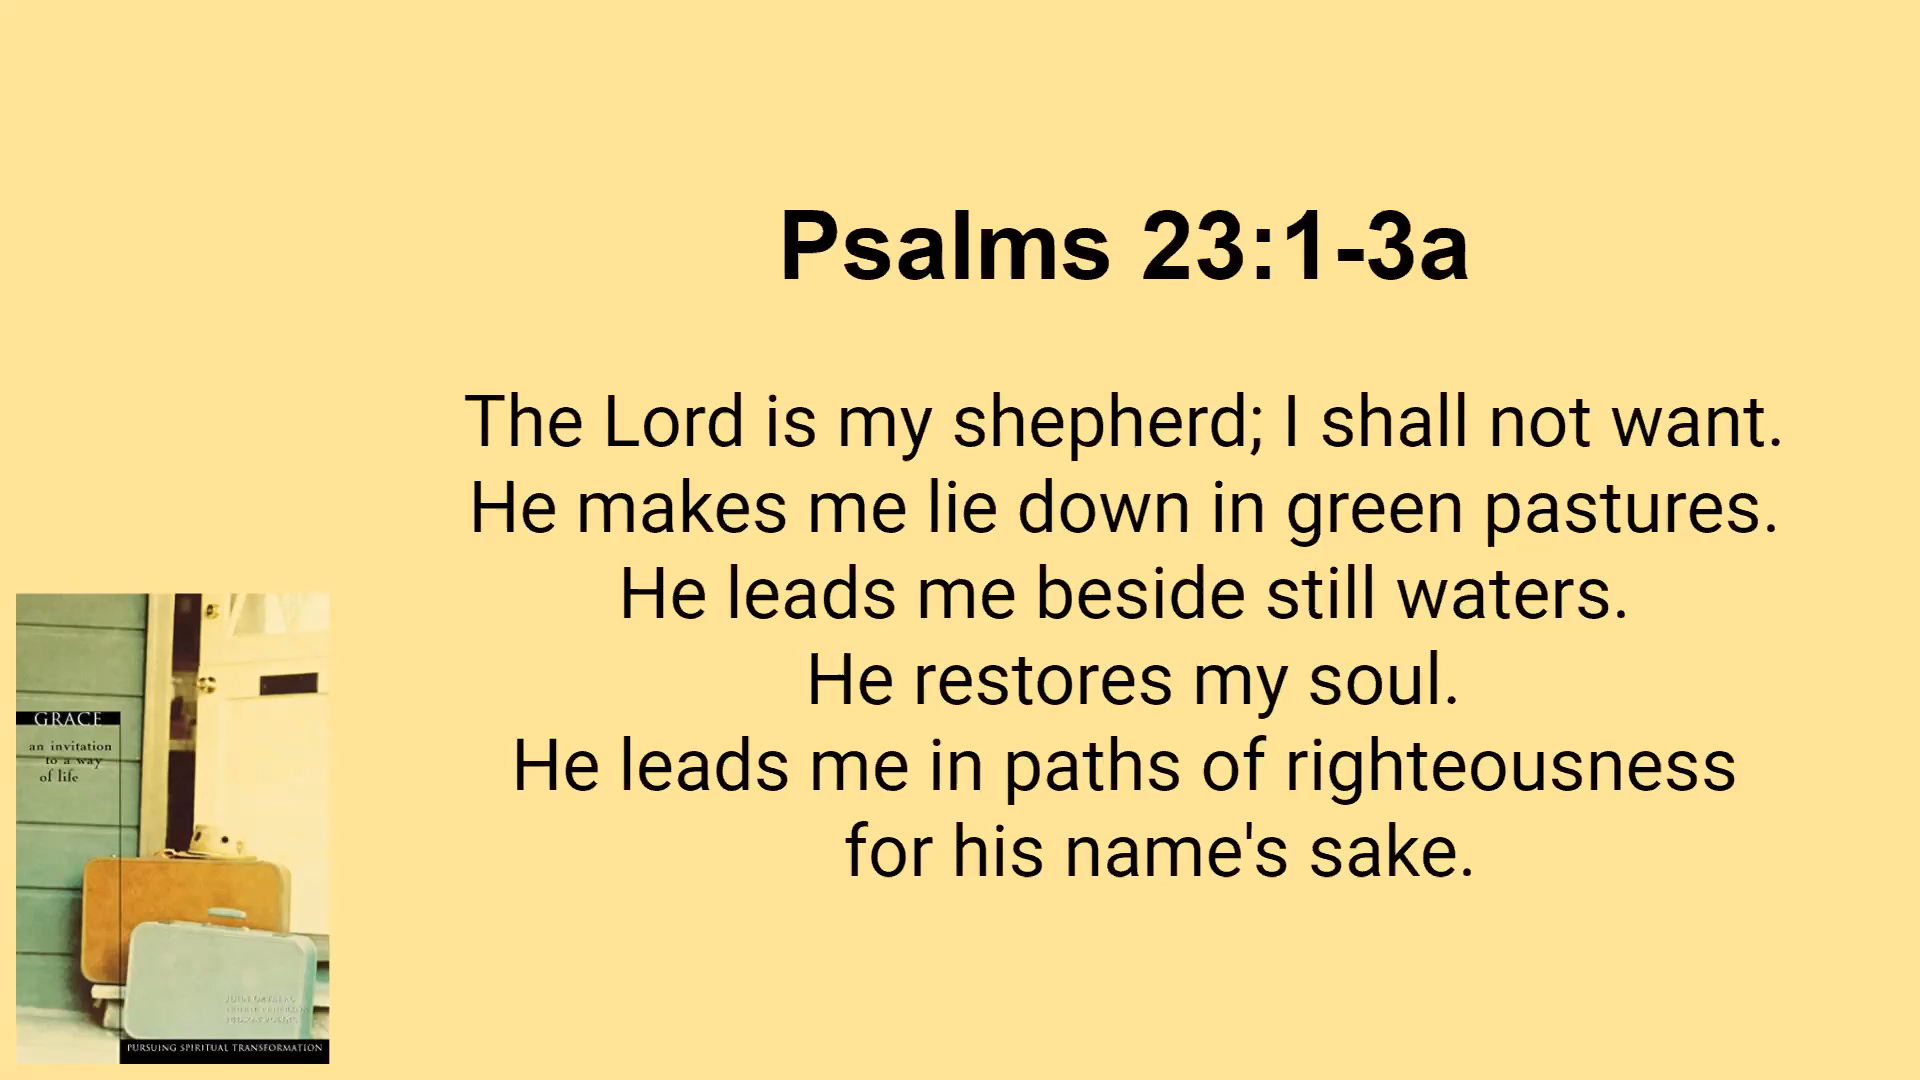 Psalms 23:1-3a
The Lord is my shepherd; I shall not want.
He makes me lie down in green pastures.
He leads me beside still waters.
He restores my soul.
He leads me in paths of righteousness
for his name's sake.
GRACE
an invitation
to a way
of life
JOHN ORTBERG
PURSUING SPIRITUAL TRANSFORMATION